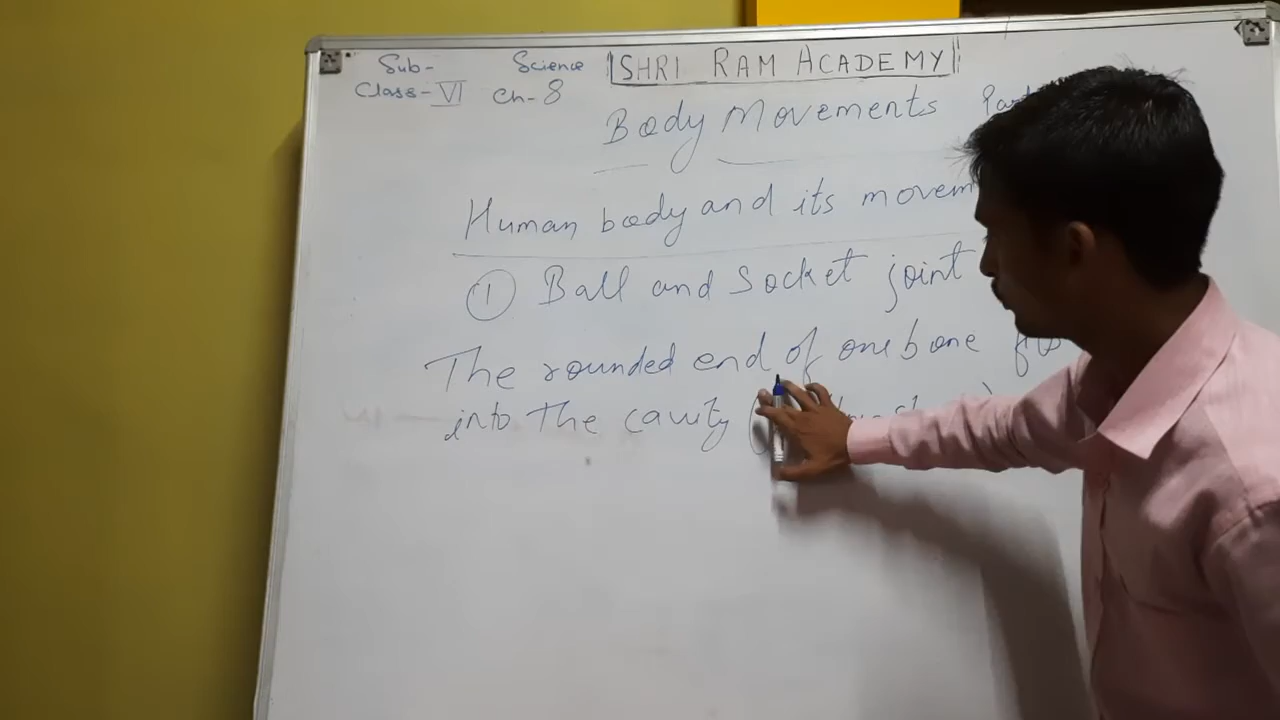 Sub- Science SHRI RAM ACADEMY
Class-VI Ch-8
Body Movements
Human body and its
1 Ball and Socket joint
The rounded end of one bone
into The cavity